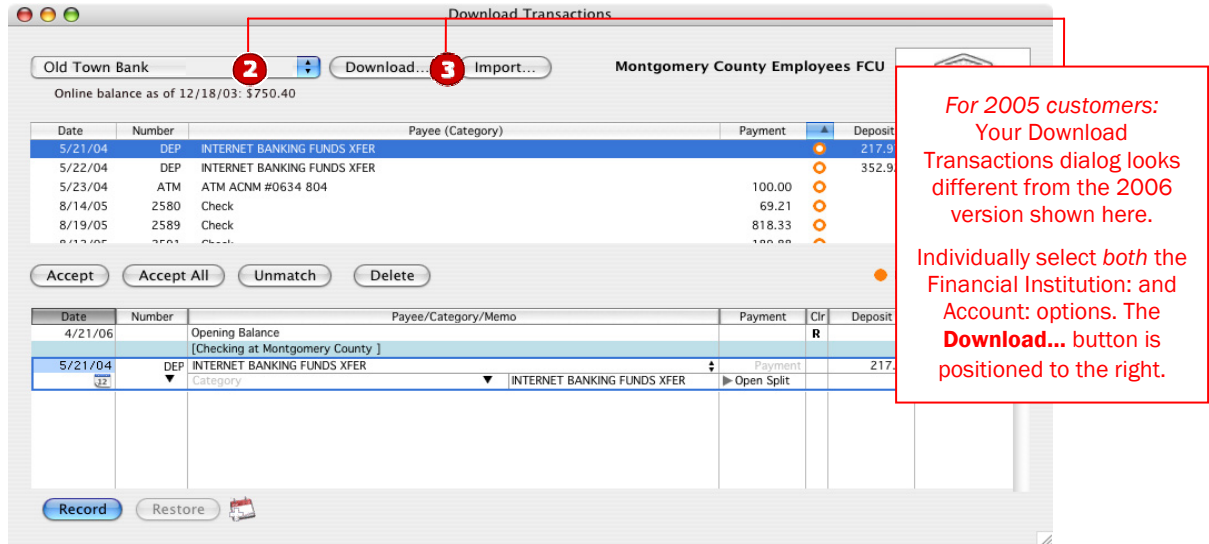 Download Transactions
Old Town Bank 2 Download... 3 Import... Montgomery County Employees FCU
Online balance as of 12/18/03: $750.40
Date Number Payee (Category) Payment Deposit
5/21/04 DEP INTERNET BANKING FUNDS XFER 217.9
5/22/04 DEP INTERNET BANKING FUNDS XFER 352.9
5/23/04 ATM ATM ACNM #0634 804 100.00
8/14/05 2580 Check 69.21
8/19/05 2589 Check 818.33
Accept Accept All Unmatch Delete
Date Number Payee/Category/Memo Payment Clr Deposit
4/21/06 Opening Balance R
[Checking at Montgomery County ]
5/21/04 DEP INTERNET BANKING FUNDS XFER Payment 217.
12 Category INTERNET BANKING FUNDS XFER Open Split
Record Restore
For 2005 customers:
Your Download
Transactions dialog looks
different from the 2006
version shown here.
Individually select both the
Financial Institution: and
Account: options. The
Download... button is
positioned to the right.